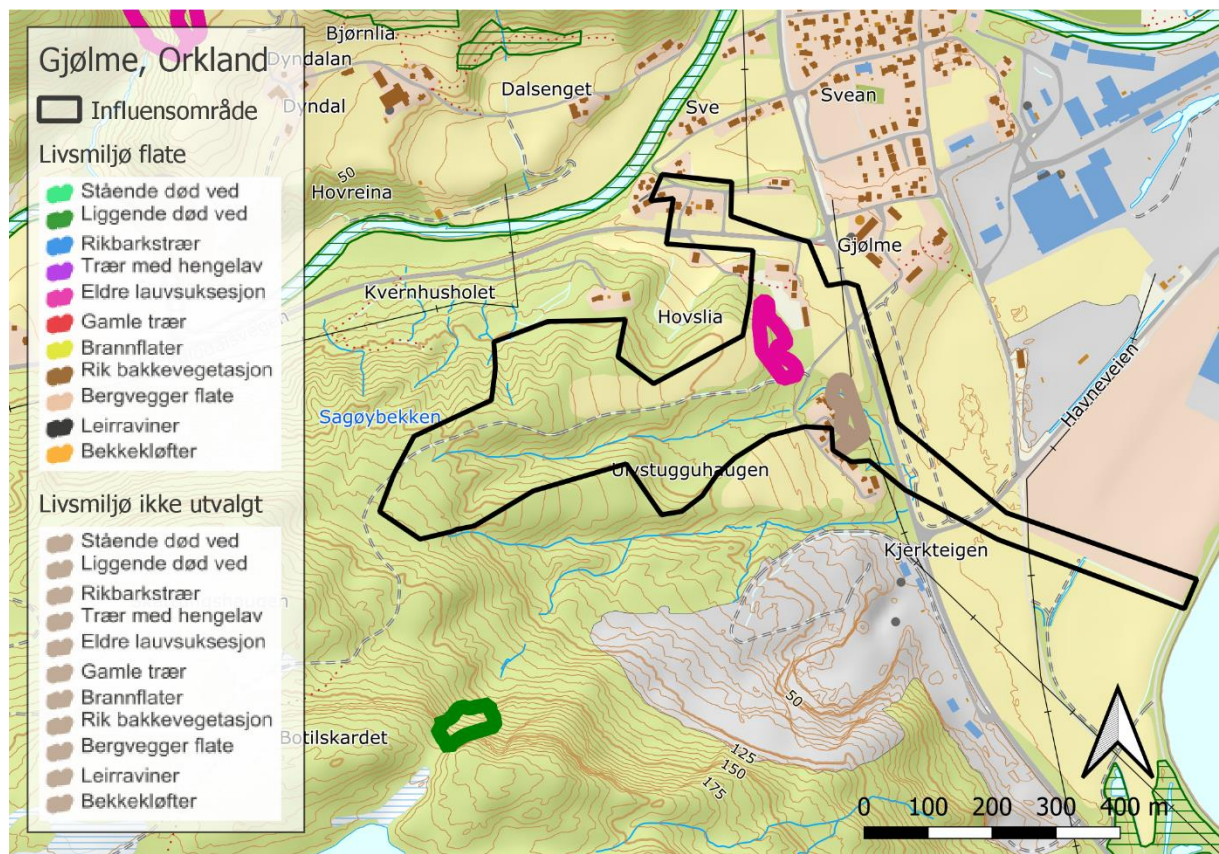 Gjølme, Orkland
Influensområde
Livsmiljø flate
Stående død ved
Liggende død ved
Rikbarkstrær
Trær med hengelav
Eldre lauvsuksesjon
Gamle trær
Brannflater
Rik bakkevegetasjon
Bergvegger flate
Leirraviner
Bekkekløfter
Livsmiljø ikke utvalgt
Stående død ved
Liggende død ved
Rikbarkstrær
Trær med hengelav
Eldre lauvsuksesjon
Gamle trær
Brannflater
Rik bakkevegetasjon
Bergvegger flate
Leirraviner
Bekkekløfter
Bjørnlia
Dyndalan
Dyndal
Dalsenget
Sve
Svean
50
Hovreina
Gjølme
Kvernhusholet
Hovslia
Sagøybekken
Havneveien
Urvstugguhaugen
Kjerkteigen
50
Botilskardet
125
150
175
0 100 200 300 400 m